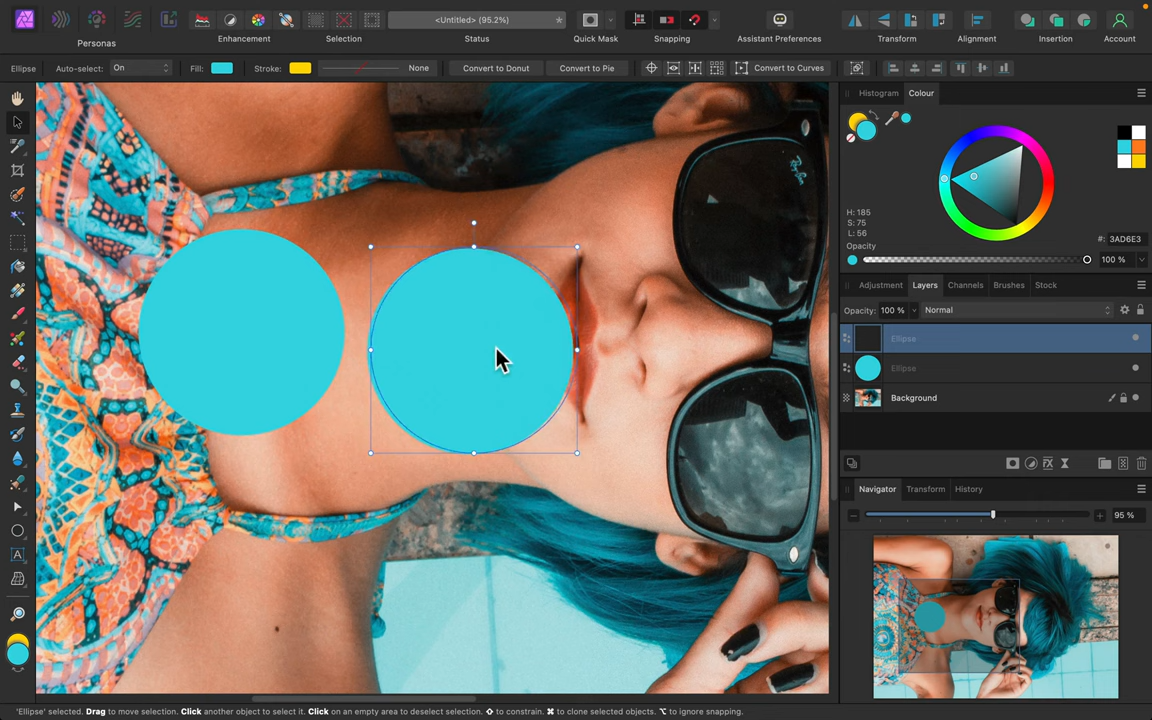 <Untitled> (95.2%)
Personas
Enhancement
Selection
Status
Quick Mask
Snapping
Assistant Preferences
Transform
Alignment
Insertion
Account
Ellipse
Auto-select:
On
Fill:
Stroke:
None
Convert to Donut
Convert to Pie
Convert to Curves
Histogram
Colour
H: 185
S: 75
L: 56
#: 3AD6E3
Opacity
100 %
Adjustment
Layers
Channels
Brushes
Stock
Opacity:
100 %
Normal
Ellipse
Ellipse
Background
Navigator
Transform
History
95 %
Ray-Ban
A
'Ellipse' selected. Drag to move selection. Click another object to select it. Click on an empty area to deselect selection. ⇧ to constrain. ⌘ to clone selected objects. ⌥ to ignore snapping.